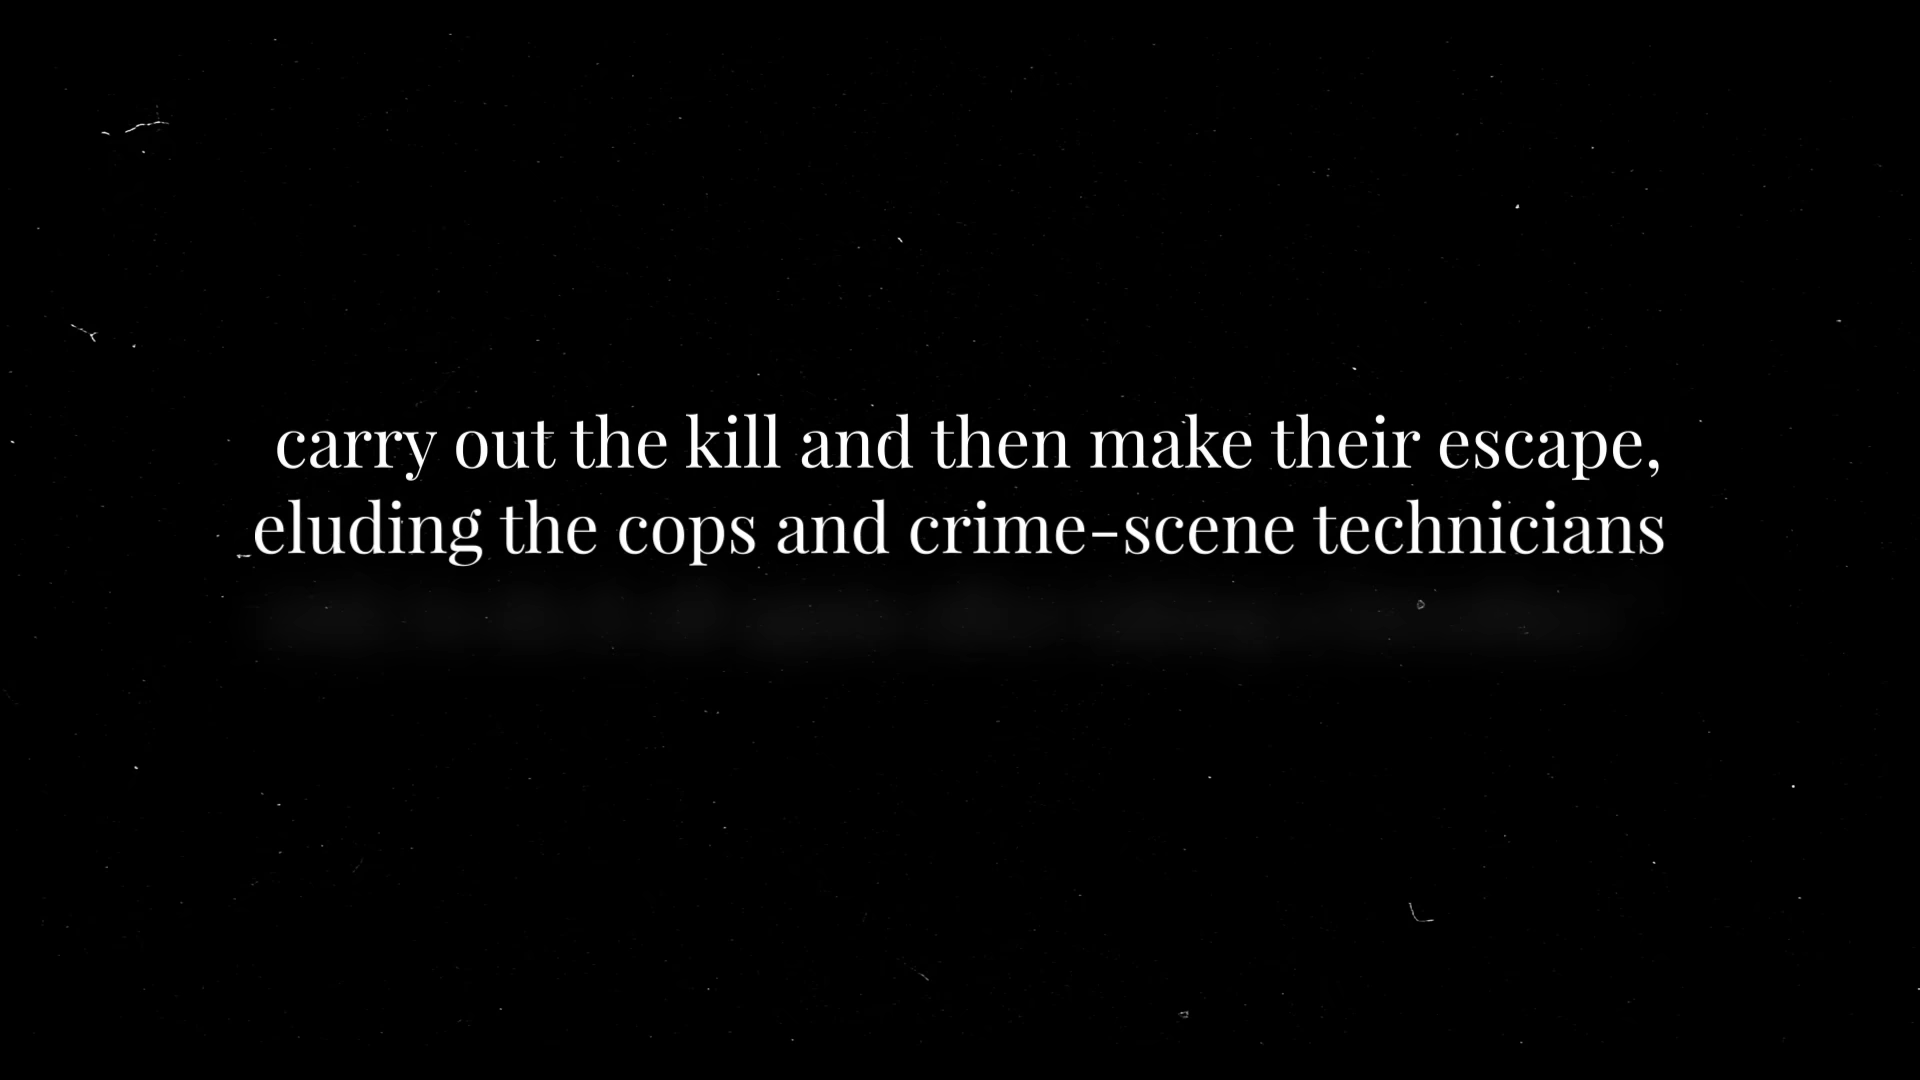 carry out the kill and then make their escape,
eluding the cops and crime-scene technicians